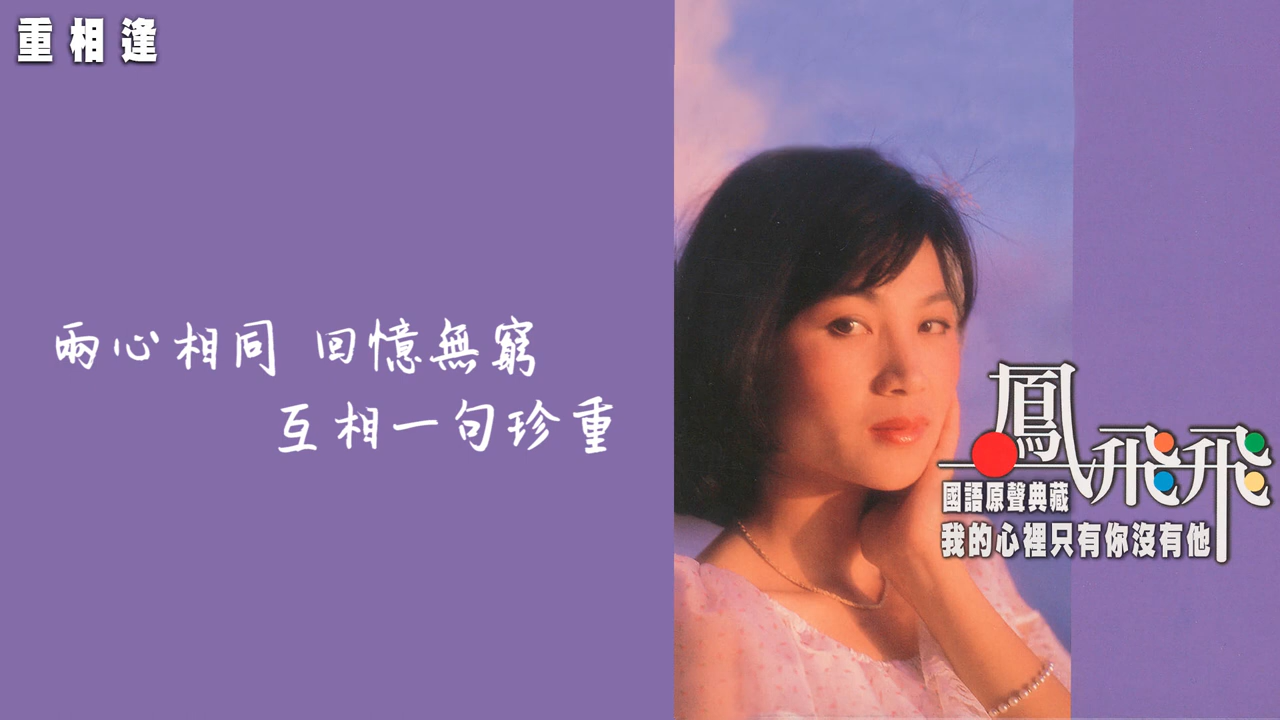 重相逢
兩心相同 回憶無窮
互相一句珍重
鳳飛飛
國語原聲典藏
我的心裡只有你沒有他